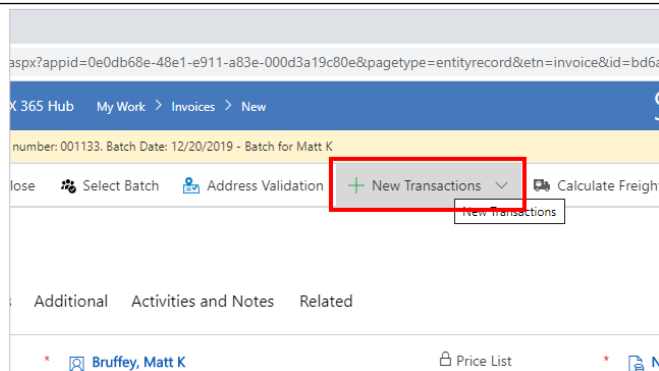 aspx?appid=0e0db68e-48e1-e911-a83e-000d3a19c80e&pagetype=entityrecord&etn=invoice&id=bd6a
X 365 Hub My Work > Invoices > New
number: 001133. Batch Date: 12/20/2019 - Batch for Matt K
lose Select Batch Address Validation + New Transactions Calculate Freigh
New Transactions
Additional Activities and Notes Related
* Bruffey, Matt K Price List * N